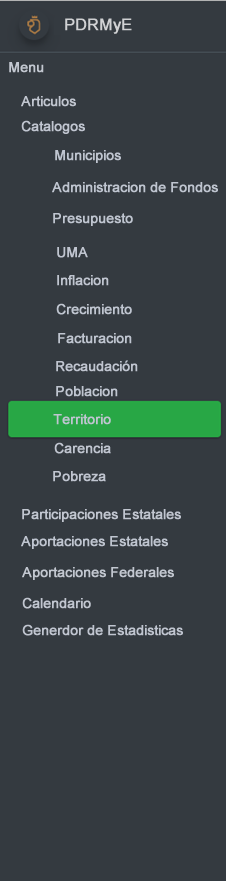 PDRMyE
Menu
Articulos
Catalogos
Municipios
Administracion de Fondos
Presupuesto
UMA
Inflacion
Crecimiento
Facturacion
Recaudación
Poblacion
Territorio
Carencia
Pobreza
Participaciones Estatales
Aportaciones Estatales
Aportaciones Federales
Calendario
Generdor de Estadisticas